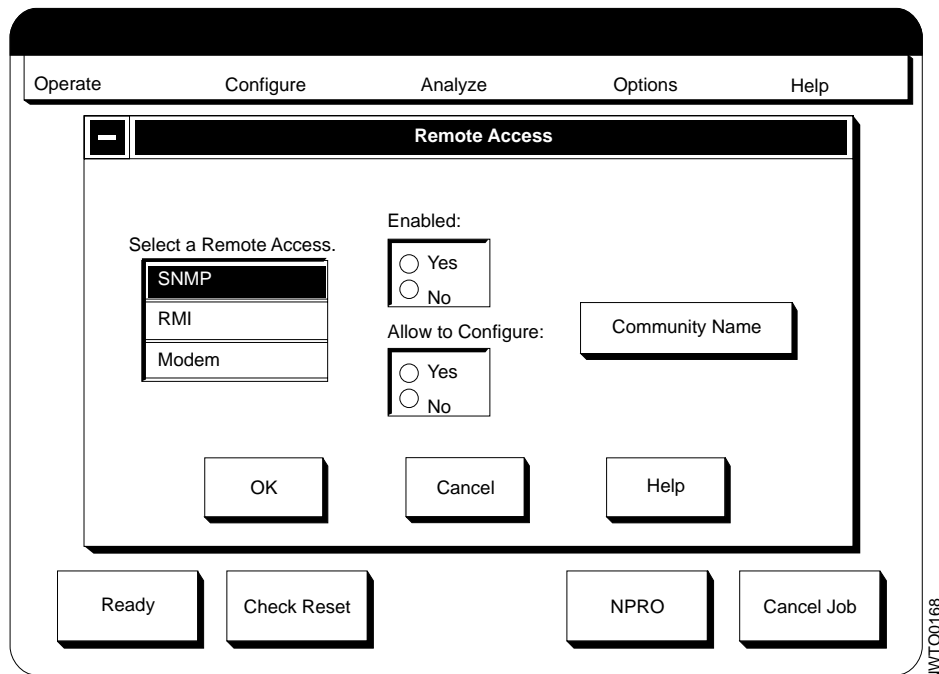 Operate Configure Analyze Options Help
Remote Access
Select a Remote Access.
SNMP
RMI
Modem
Enabled:
Yes
No
Allow to Configure:
Yes
No
Community Name
OK Cancel Help
Ready Check Reset NPRO Cancel Job